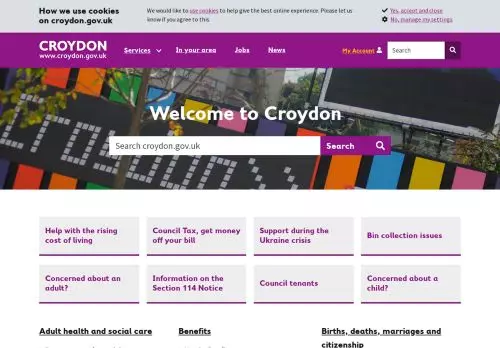 How we use cookies
on croydon.gov.uk
We would like to use cookies to help give the best online experience. Please let us
know if you agree to this.
Yes, accept and close
No, manage my settings
CROYDON
www.croydon.gov.uk
Services
In your area
Jobs
News
My Account
Search
Welcome to Croydon
Search croydon.gov.uk
Search
Help with the rising
cost of living
Council Tax, get money
off your bill
Support during the
Ukraine crisis
Bin collection issues
Concerned about an
adult?
Information on the
Section 114 Notice
Council tenants
Concerned about a
child?
Adult health and social care
Benefits
Births, deaths, marriages and
citizenship